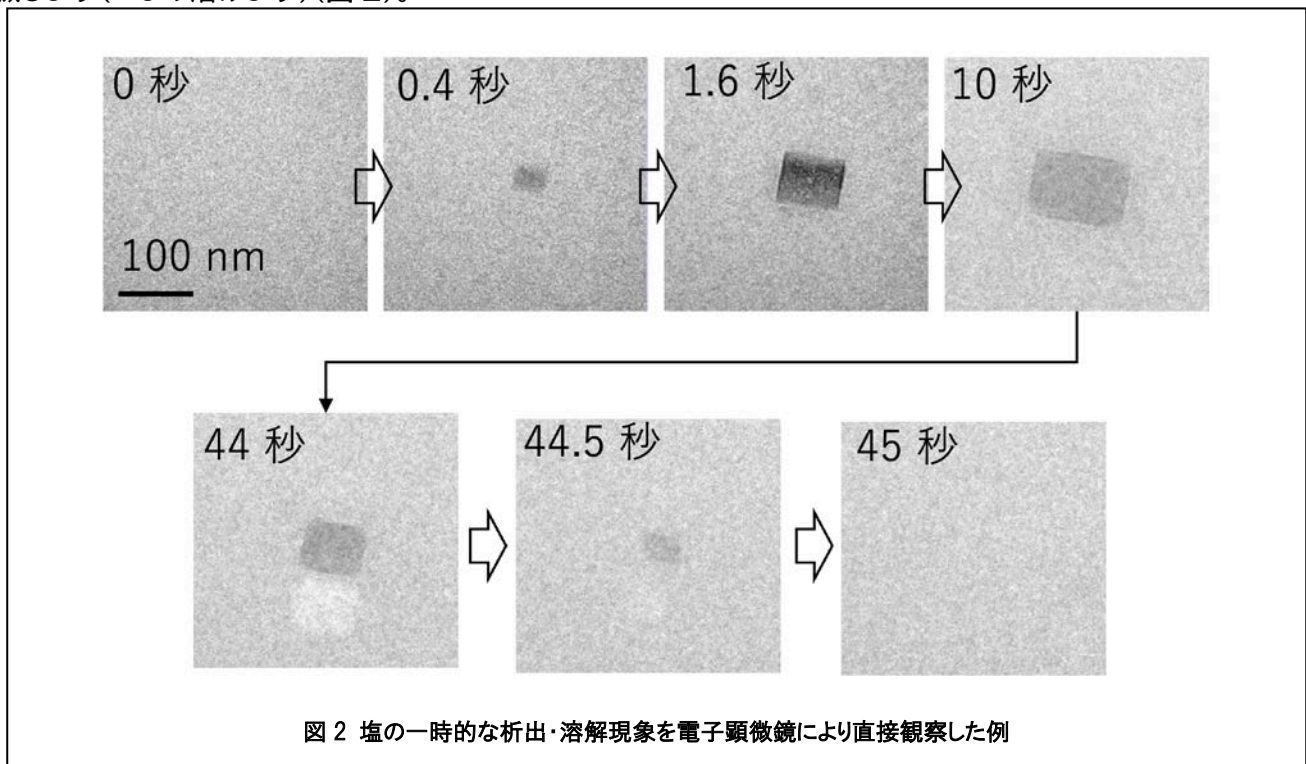 0 秒
0.4 秒
1.6 秒
10 秒
100 nm
44 秒
44.5 秒
45 秒
図 2 塩の一時的な析出・溶解現象を電子顕微鏡により直接観察した例